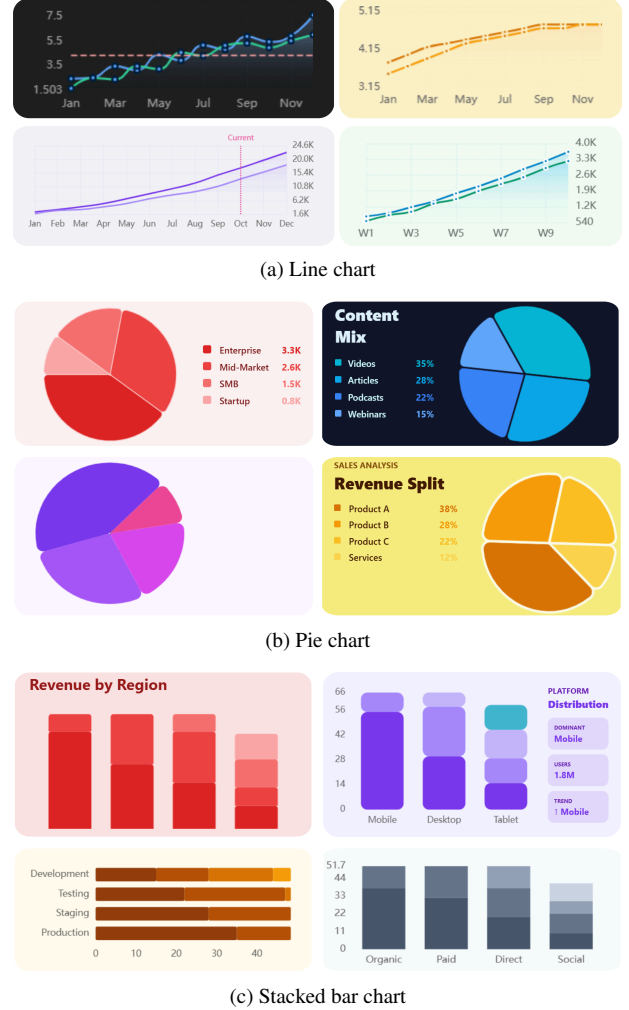 7.5
5.5
3.5
1.503
Jan Mar May Jul Sep Nov
5.15
4.15
3.15
Jan Mar May Jul Sep Nov
Current
24.6K
20.0K
15.4K
10.8K
6.2K
1.6K
Jan Feb Mar Apr May Jun Jul Aug Sep Oct Nov Dec
4.0K
3.3K
2.6K
1.9K
1.2K
540
W1 W3 W5 W7 W9
(a) Line chart
Enterprise 3.3K
Mid-Market 2.6K
SMB 1.5K
Startup 0.8K
Content
Mix
Videos 35%
Articles 28%
Podcasts 22%
Webinars 15%
SALES ANALYSIS
Revenue Split
Product A 38%
Product B 28%
Product C 22%
Services 12%
(b) Pie chart
Revenue by Region
66
56
42
28
14
0
Mobile Desktop Tablet
PLATFORM
Distribution
DOMINANT
Mobile
USERS
1.8M
TREND
↑ Mobile
Development
Testing
Staging
Production
0 10 20 30 40
51.7
44
33
22
11
0
Organic Paid Direct Social
(c) Stacked bar chart